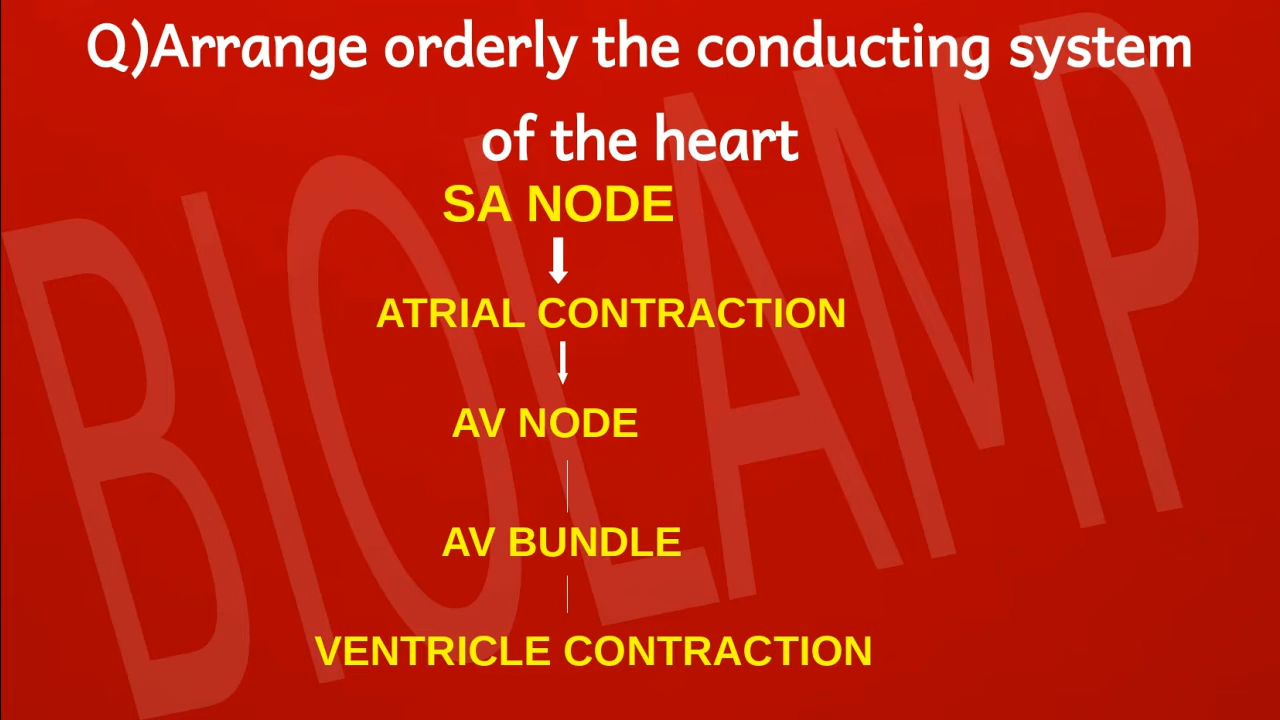 Q)Arrange orderly the conducting system
of the heart
SA NODE
ATRIAL CONTRACTION
AV NODE
AV BUNDLE
VENTRICLE CONTRACTION
BIOLAMP